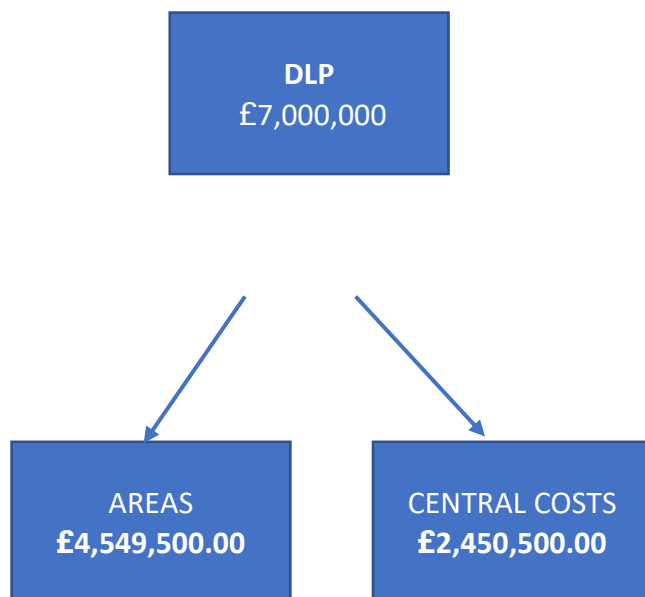 DLP
£7,000,000
AREAS
£4,549,500.00
CENTRAL COSTS
£2,450,500.00